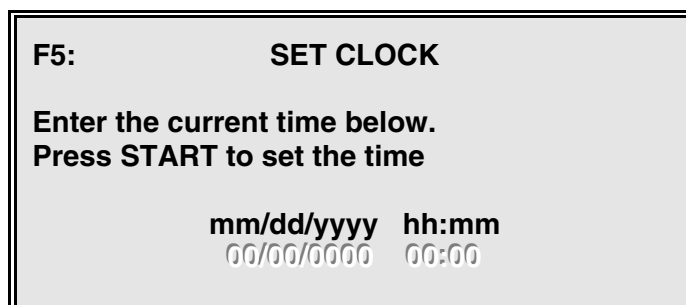 F5: SET CLOCK
Enter the current time below.
Press START to set the time
mm/dd/yyyy hh:mm
00/00/0000 00:00